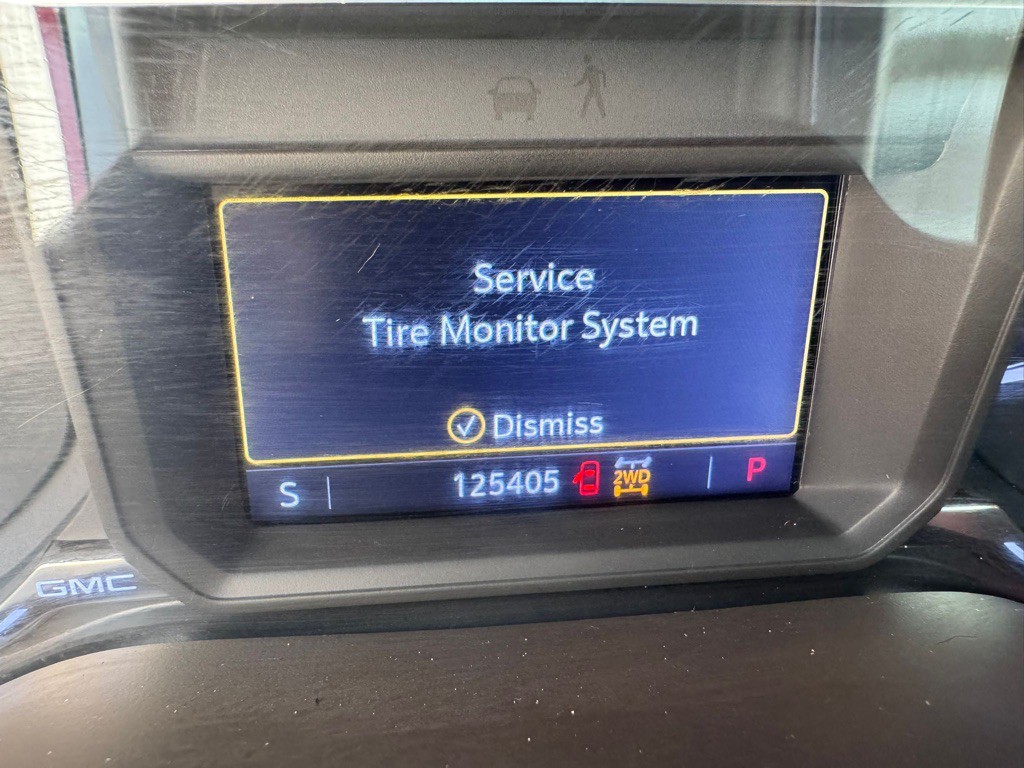 Service
Tire Monitor System
Dismiss
S 125405 2WD P
GMC